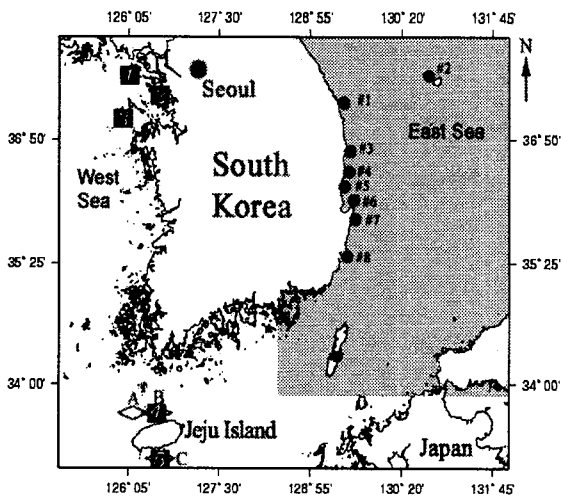 126°05' 127°30' 128°55' 130°20' 131°45'
N
Seoul
#2
#1
36°50' 36°50'
East Sea
#3
South
Korea
West
Sea
#4
#5
#6
#7
35°25' #8 35°25'
34°00' 34°00'
A B
Jeju Island
Japan
C
126°05' 127°30' 128°55' 130°20' 131°45'